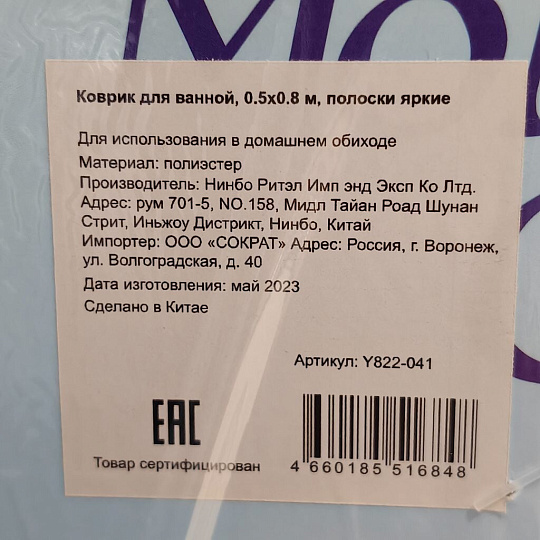 Коврик для ванной, 0.5х0.8 м, полоски яркие
Для использования в домашнем обиходе
Материал: полиэстер
Производитель: Нинбо Ритэл Имп энд Эксп Ко Лтд.
Адрес: рум 701-5, NO.158, Мидл Тайан Роад Шунан
Стрит, Иньжоу Дистрикт, Нинбо, Китай
Импортер: ООО «СОКРАТ» Адрес: Россия, г. Воронеж,
ул. Волгоградская, д. 40
Дата изготовления: май 2023
Сделано в Китае
Артикул: Y822-041
ЕАС
Товар сертифицирован
4 660185 516848